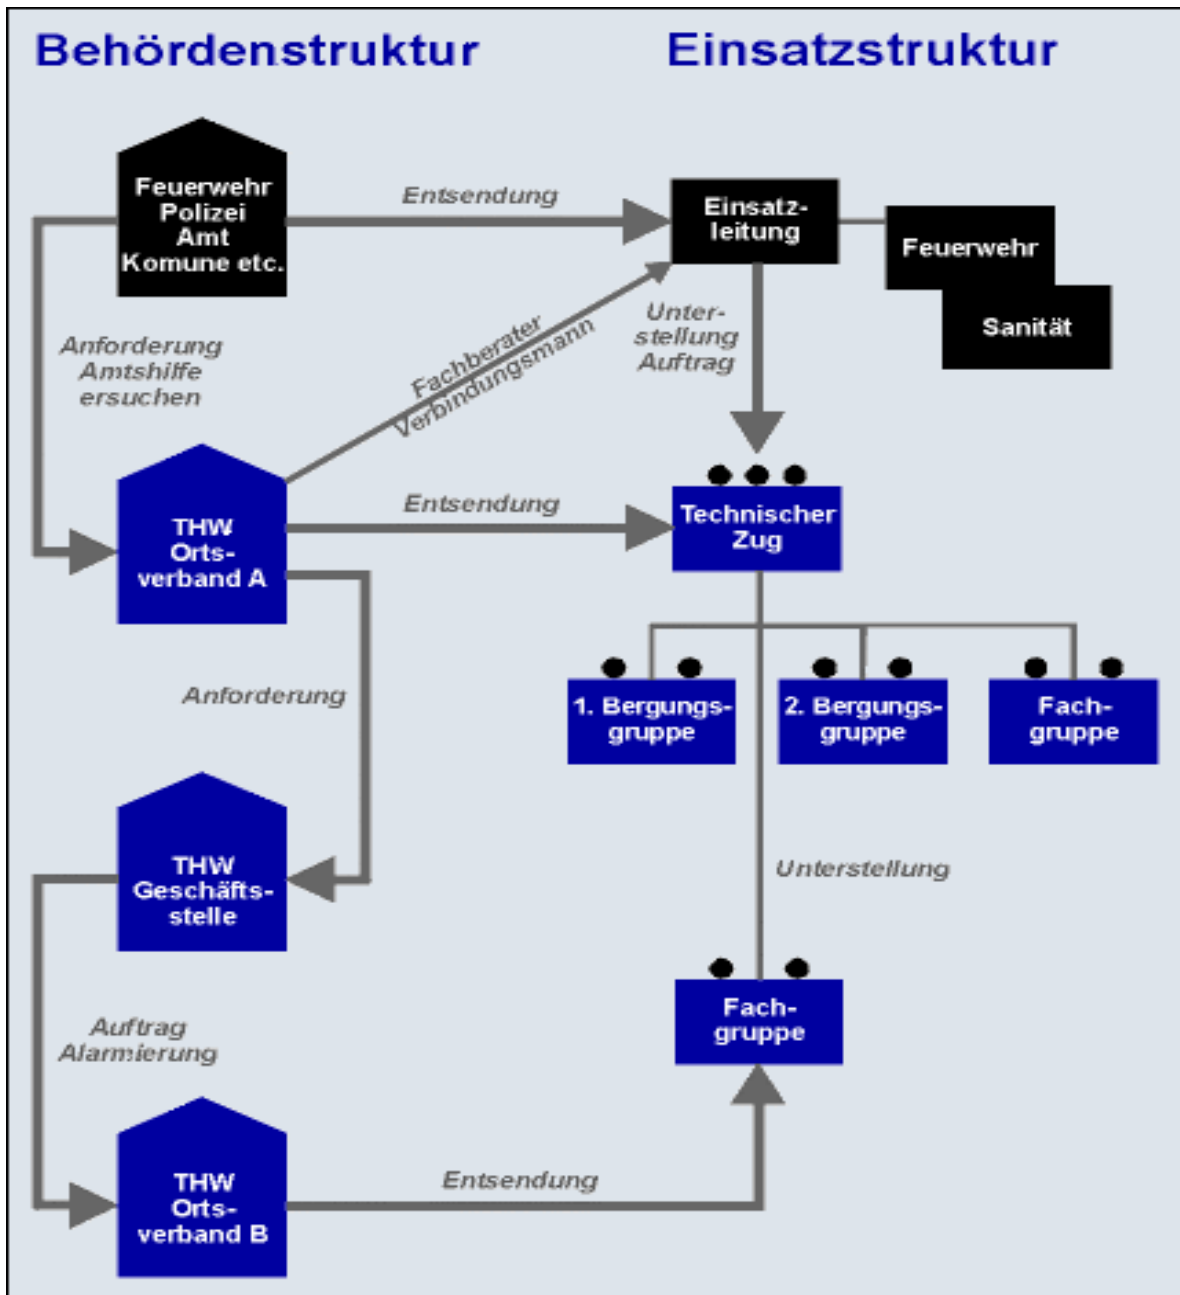 Behördenstruktur
Einsatzstruktur
Feuerwehr
Polizei
Amt
Komune etc.
Entsendung
Einsatz-
leitung
Feuerwehr
Sanität
Anforderung
Amtshilfe
ersuchen
Fachberater
Verbindungsmann
Unter-
stellung
Auftrag
THW
Orts-
verband A
Entsendung
Technischer
Zug
Anforderung
1. Bergungs-
gruppe
2. Bergungs-
gruppe
Fach-
gruppe
THW
Geschäfts-
stelle
Unterstellung
Auftrag
Alarmierung
Fach-
gruppe
THW
Orts-
verband B
Entsendung